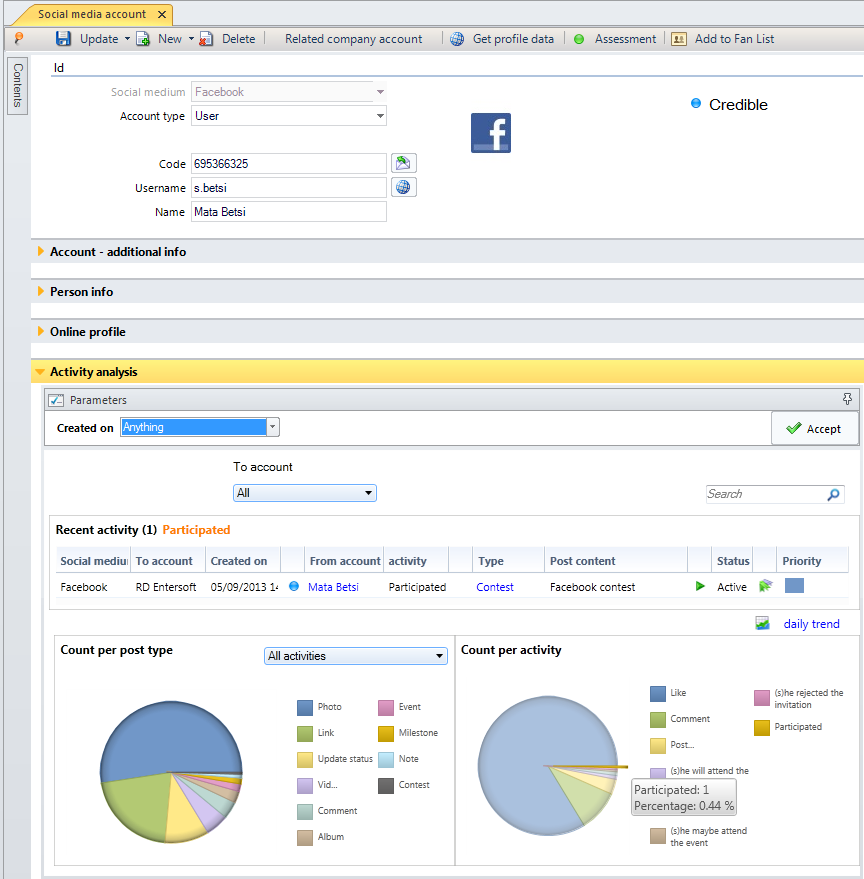 Social media account
Update New Delete Related company account Get profile data Assessment Add to Fan List
Contents
Id
Social medium Facebook
Account type User
Credible
f
Code 695366325
Username s.betsi
Name Mata Betsi
Account - additional info
Person info
Online profile
Activity analysis
Parameters
Created on Anything
Accept
To account
All
Search
Recent activity (1) Participated
Social mediu To account Created on From account activity Type Post content Status Priority
Facebook RD Entersoft 05/09/2013 14 Mata Betsi Participated Contest Facebook contest Active
daily trend
Count per post type
All activities
Photo
Link
Update status
Vid...
Comment
Album
Event
Milestone
Note
Contest
Count per activity
Like
Comment
Post...
(s)he will attend the
(s)he maybe attend
the event
(s)he rejected the
invitation
Participated
Participated: 1
Percentage: 0.44 %